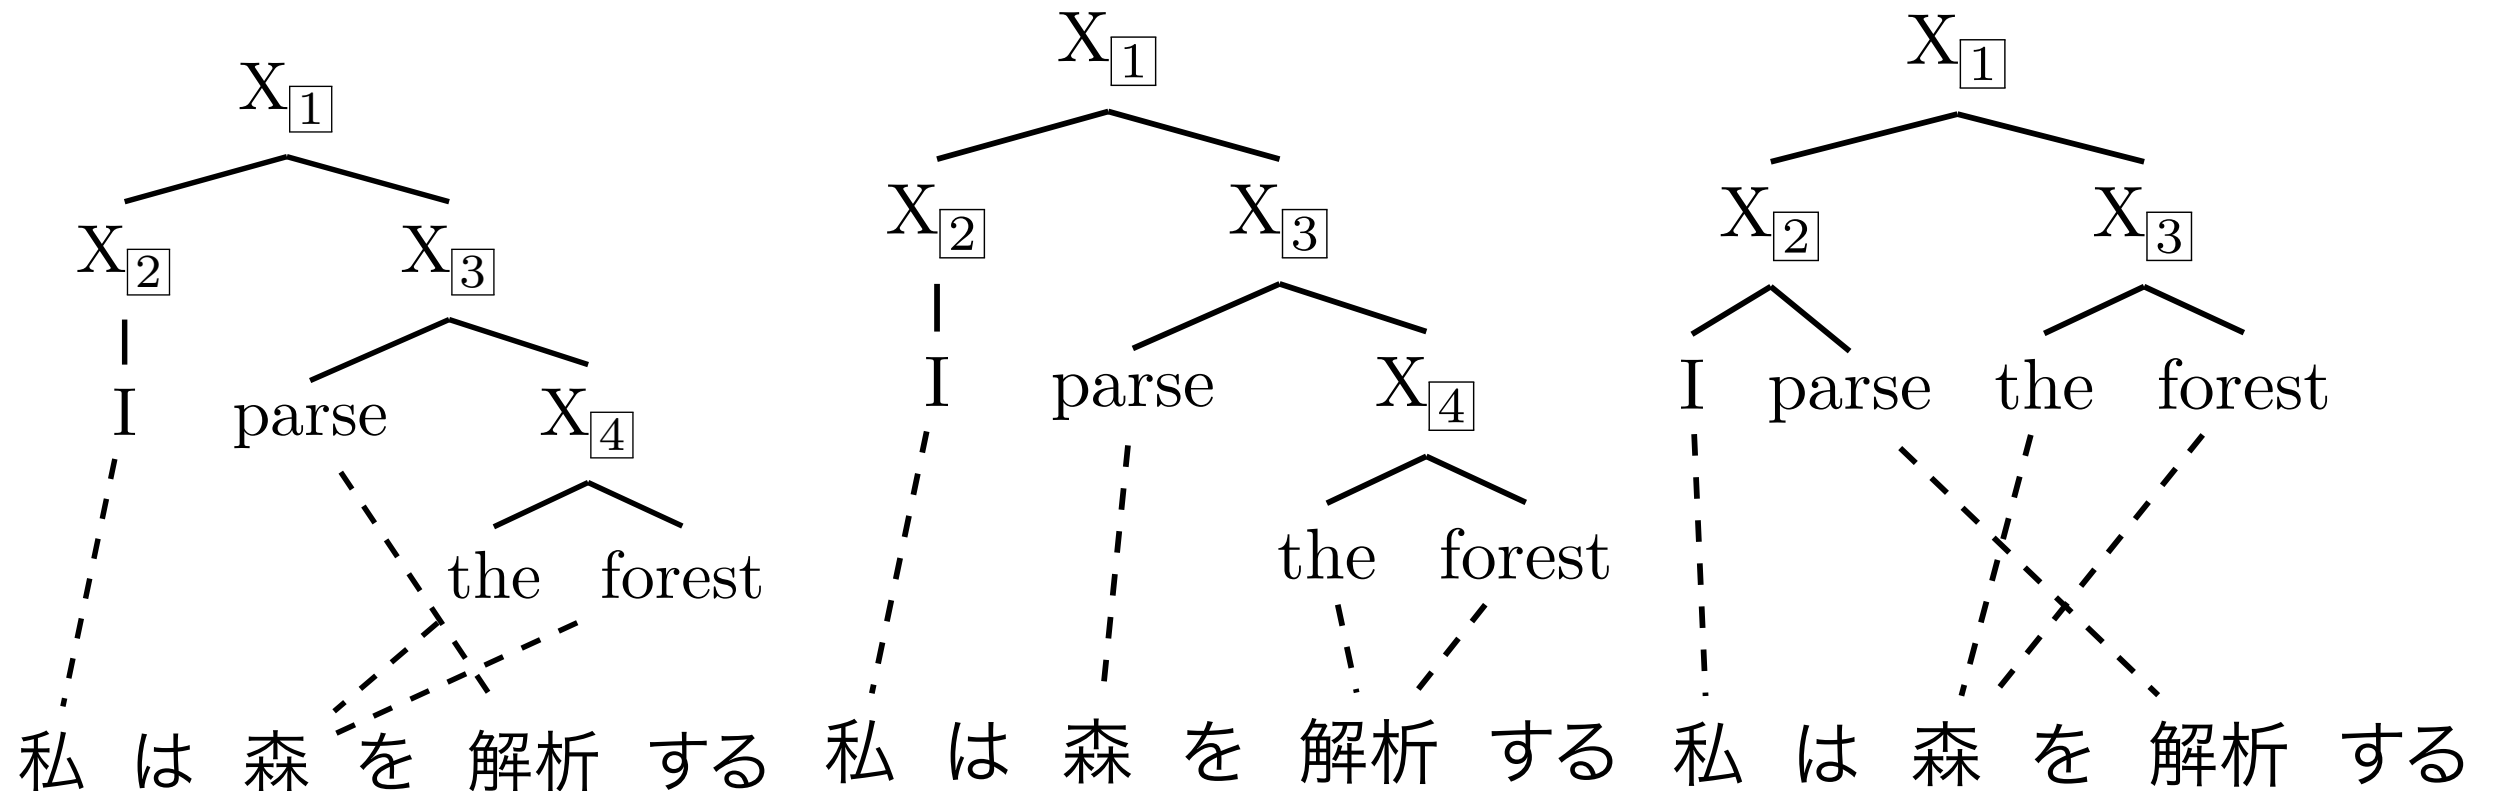 X1 X1 X1
X2 X3 X2 X3 X2 X3
I parse X4 I parse X4 I parse the forest
the forest the forest
私 は 森 を 解析 する 私 は 森 を 解析 する 私 は 森 を 解析 する